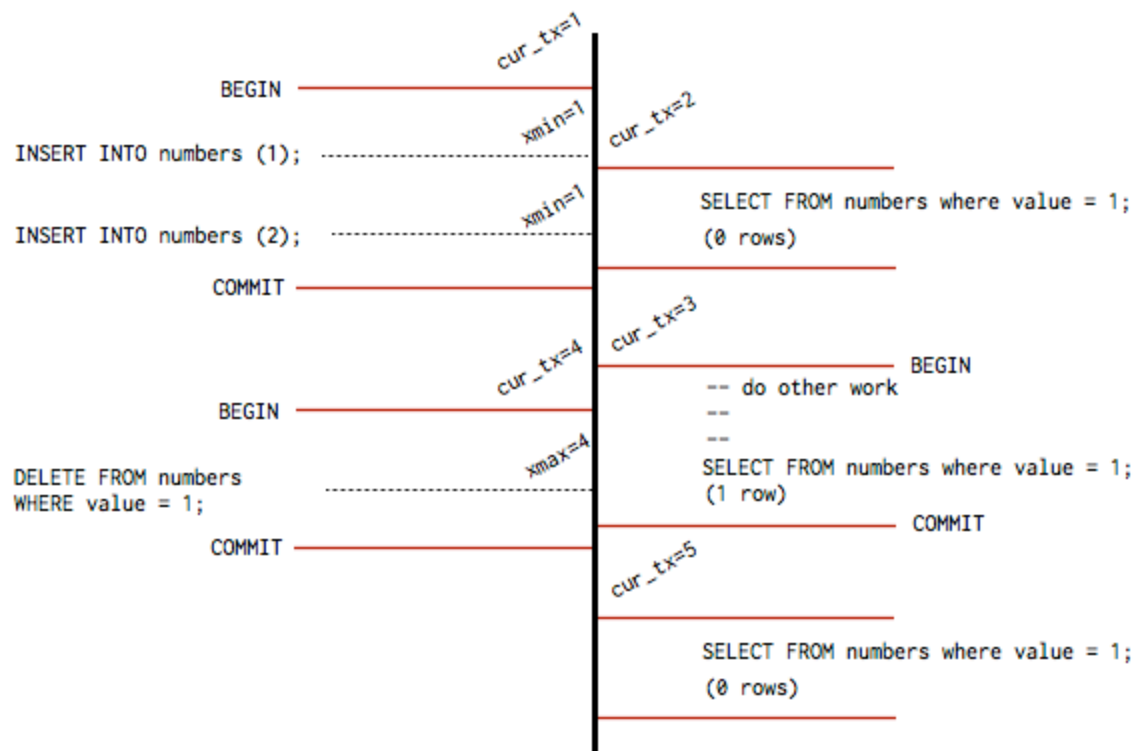 cur_tx=1
BEGIN
xmin=1
cur_tx=2
INSERT INTO numbers (1);
SELECT FROM numbers where value = 1;
(0 rows)
xmin=1
INSERT INTO numbers (2);
COMMIT
cur_tx=3
BEGIN
cur_tx=4
-- do other work
BEGIN
--
--
xmax=4
SELECT FROM numbers where value = 1;
(1 row)
DELETE FROM numbers
WHERE value = 1;
COMMIT
COMMIT
cur_tx=5
SELECT FROM numbers where value = 1;
(0 rows)